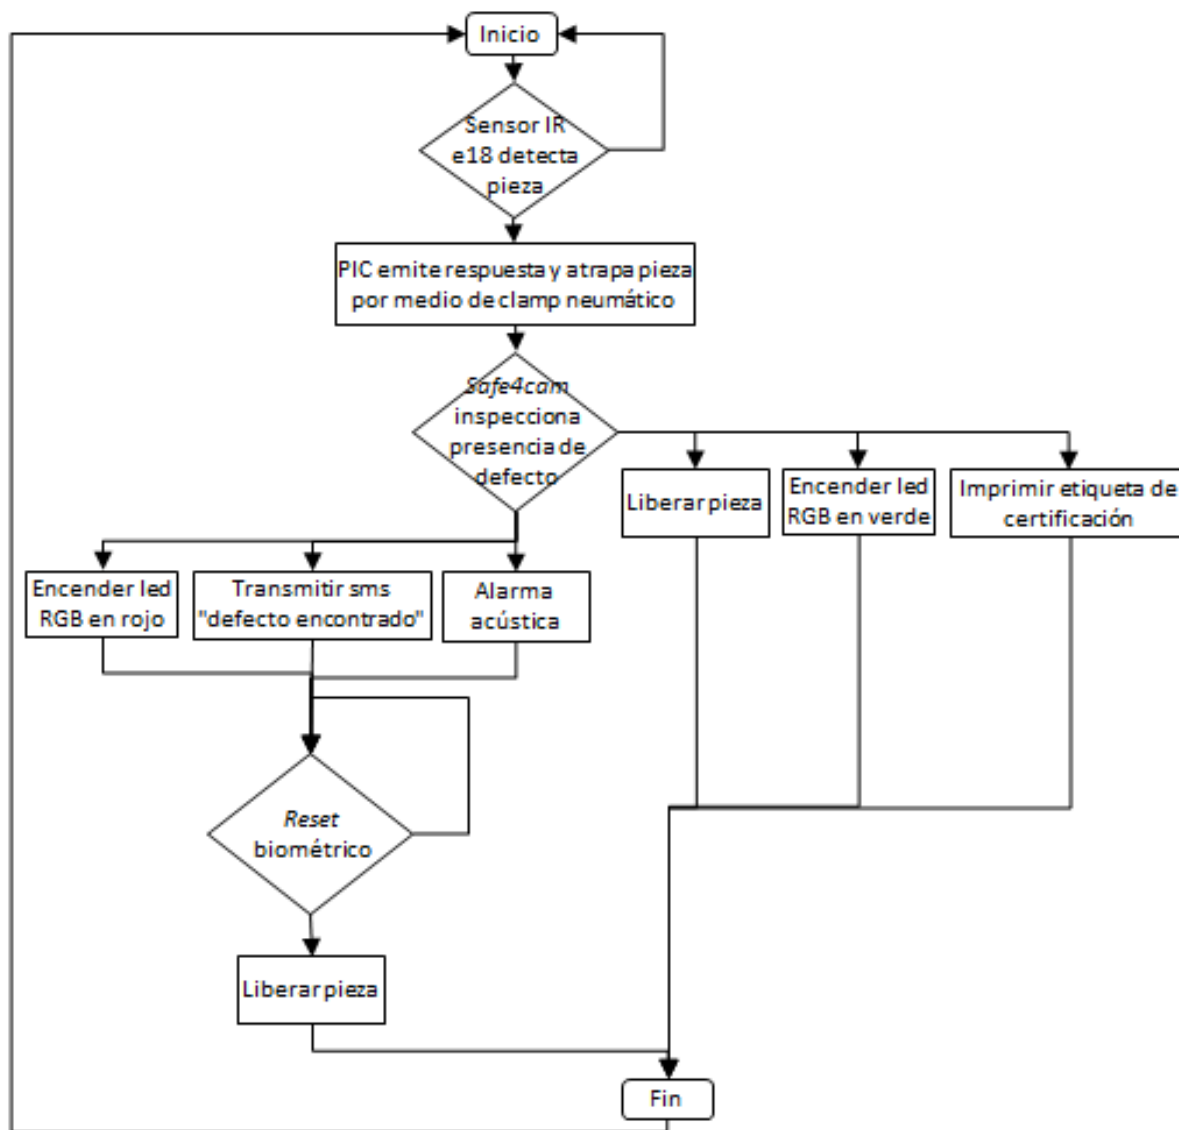 Inicio
Sensor IR
e18 detecta
pieza
PIC emite respuesta y atrapa pieza
por medio de clamp neumático
Safe4cam
inspecciona
presencia de
defecto
Liberar pieza
Encender led
RGB en verde
Imprimir etiqueta de
certificación
Encender led
RGB en rojo
Transmitir sms
"defecto encontrado"
Alarma
acústica
Reset
biométrico
Liberar pieza
Fin